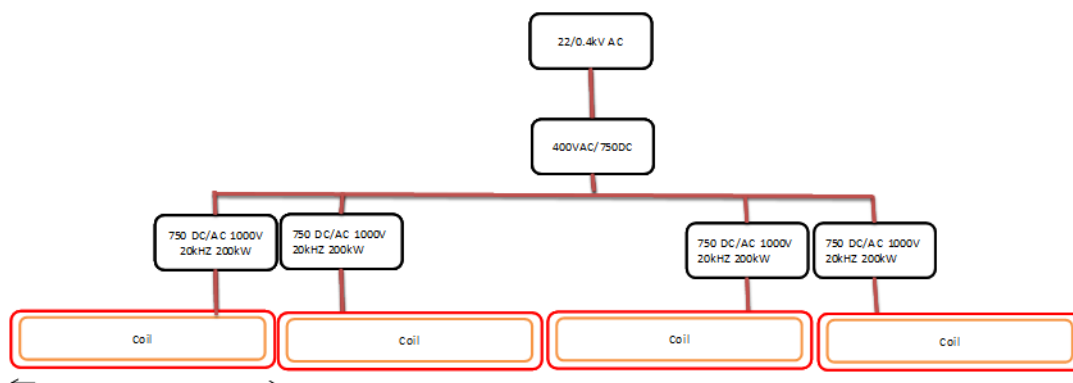 22/0.4kV AC
400VAC/750DC
750 DC/AC 1000V
20kHZ 200kW
750 DC/AC 1000V
20kHZ 200kW
750 DC/AC 1000V
20kHZ 200kW
750 DC/AC 1000V
20kHZ 200kW
Coil
Coil
Coil
Coil